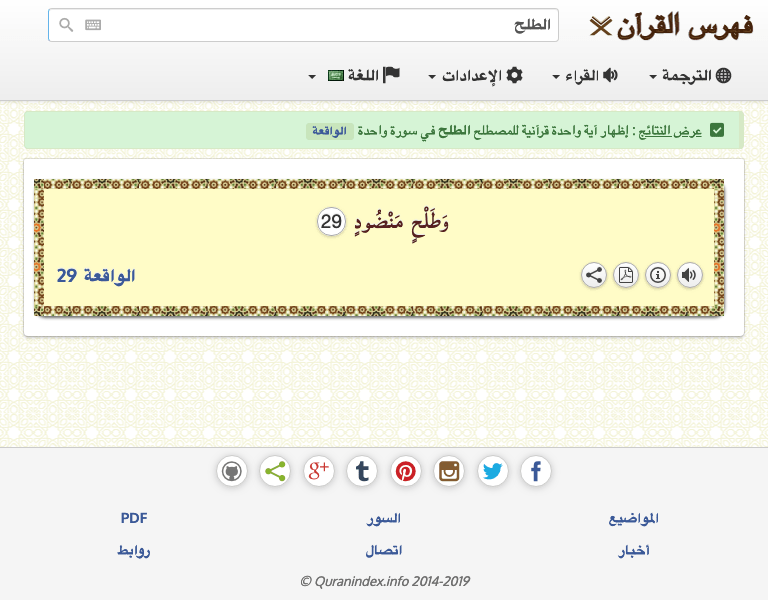 فهرس القرآن
الطلح
الترجمة
القراء
الإعدادات
اللغة
عرض النتائج : إظهار آية واحدة قرآنية للمصطلح الطلح في سورة واحدة الواقعة
وَطَلْحٍ مَنْضُودٍ 29
الواقعة 29
المواضيع
السور
PDF
أخبار
اتصال
روابط
© Quranindex.info 2014-2019